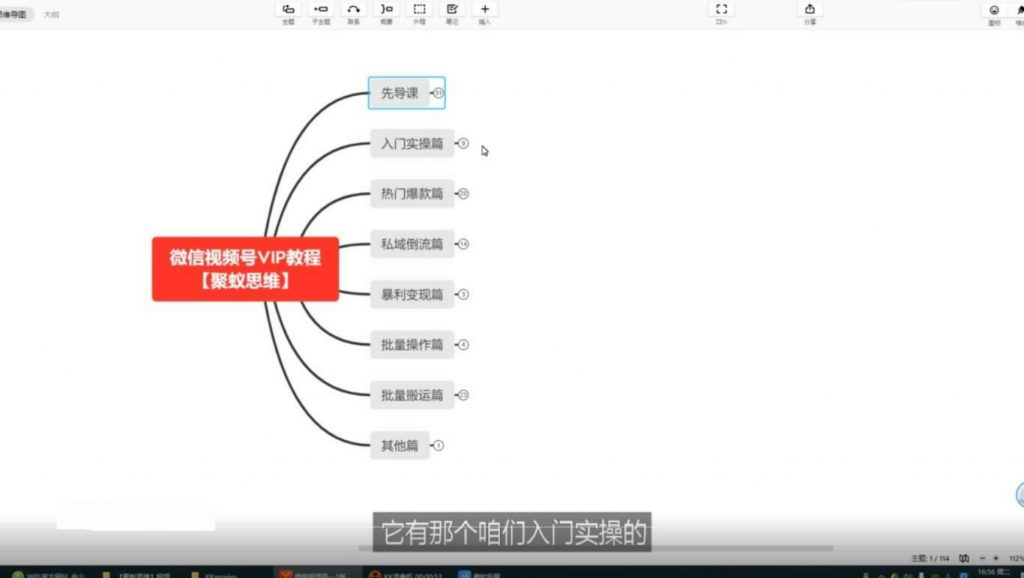 思维导图 大纲
主题 子主题 联系 概要 外框 笔记 插入 ZEN 分享 图标
先导课 31
入门实操篇 9
热门爆款篇 29
私域倒流篇 14
微信视频号VIP教程
【聚蚁思维】
暴利变现篇 3
批量操作篇 4
批量搬运篇 23
其他篇 1
它有那个咱们入门实操的
主题: 1 / 114 112%
16:56 周二